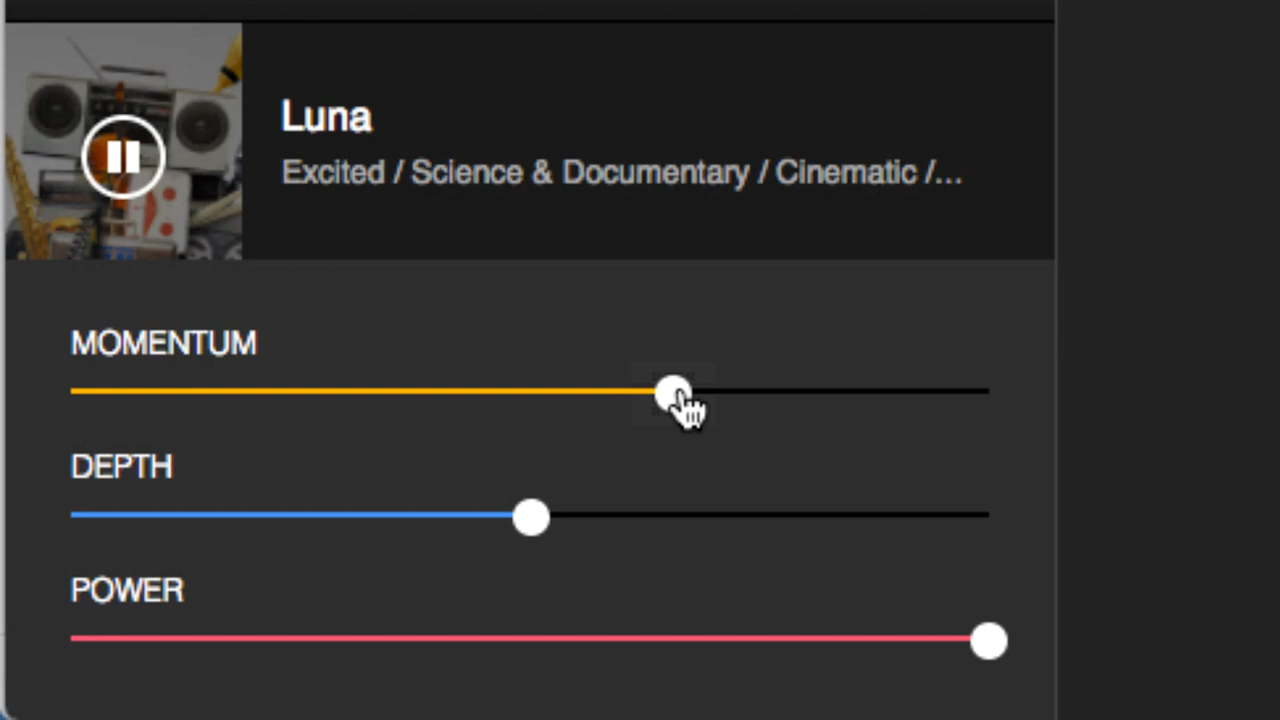 Luna
Excited / Science & Documentary / Cinematic /...
MOMENTUM
DEPTH
POWER